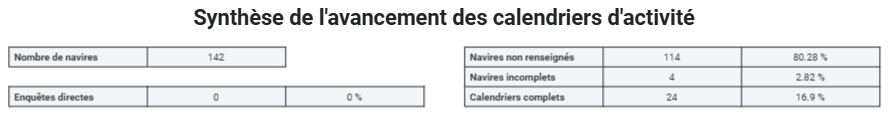 Synthèse de l'avancement des calendriers d'activité
Nombre de navires 142
Enquêtes directes 0 0 %
Navires non renseignés 114 80.28 %
Navires incomplets 4 2.82 %
Calendriers complets 24 16.9 %